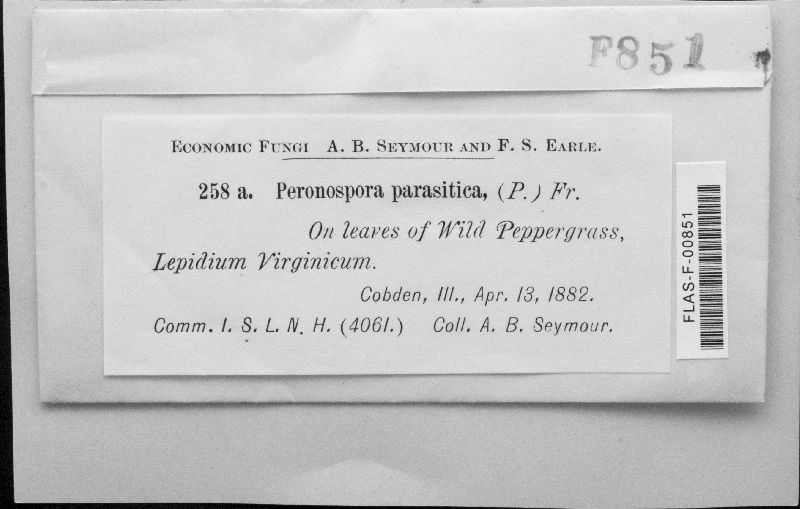 F851
Economic Fungi A. B. Seymour and F. S. Earle.
258 a. Peronospora parasitica, (P.) Fr.
On leaves of Wild Peppergrass,
Lepidium Virginicum.
Cobden, Ill., Apr. 13, 1882.
Comm. I. S. L. N. H. (4061.) Coll. A. B. Seymour.
FLAS-F-00851